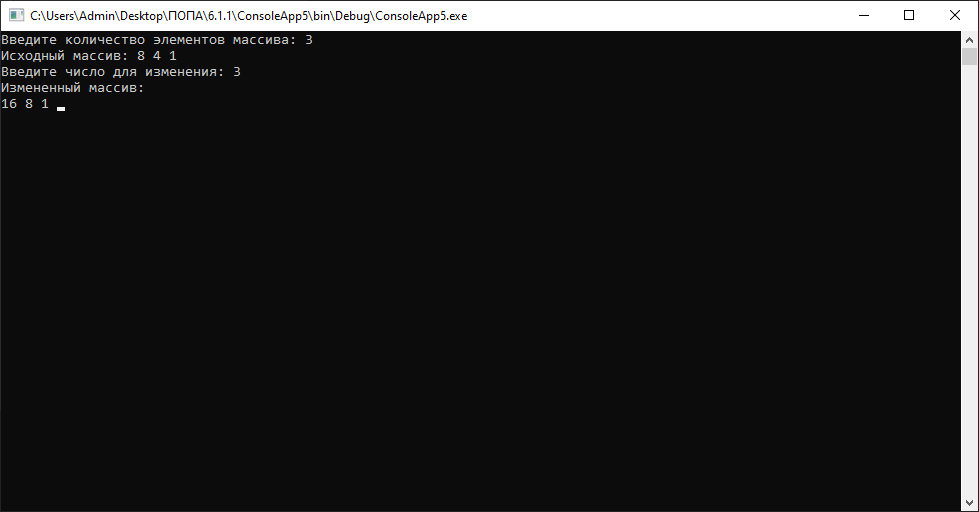 C:\Users\Admin\Desktop\ПОПА\6.1.1\ConsoleApp5\bin\Debug\ConsoleApp5.exe
Введите количество элементов массива: 3
Исходный массив: 8 4 1
Введите число для изменения: 3
Измененный массив:
16 8 1